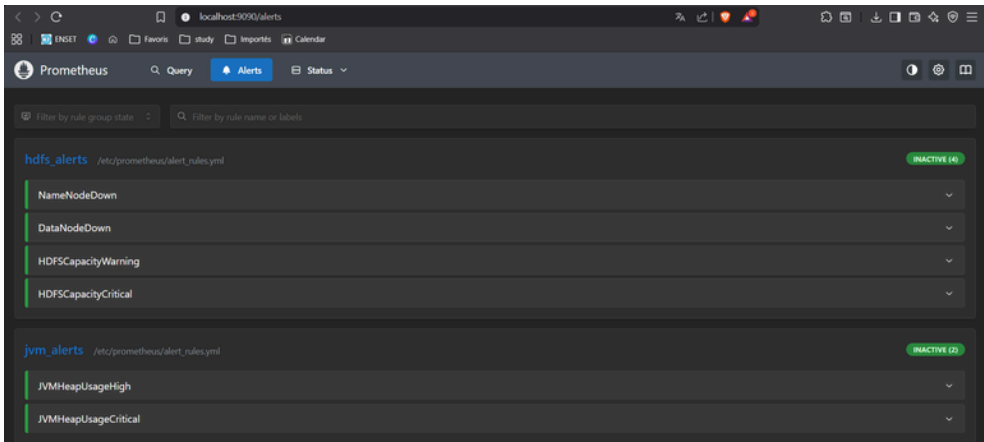 localhost:9090/alerts
ENSET Favoris study Importés Calendar
Prometheus Query Alerts Status
Filter by rule group state Filter by rule name or labels
hdfs_alerts /etc/prometheus/alert_rules.yml INACTIVE (4)
NameNodeDown
DataNodeDown
HDFSCapacityWarning
HDFSCapacityCritical
jvm_alerts /etc/prometheus/alert_rules.yml INACTIVE (2)
JVMHeapUsageHigh
JVMHeapUsageCritical